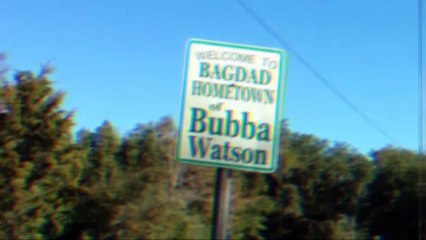 WELCOME TO
BAGDAD
HOMETOWN
of
Bubba
Watson